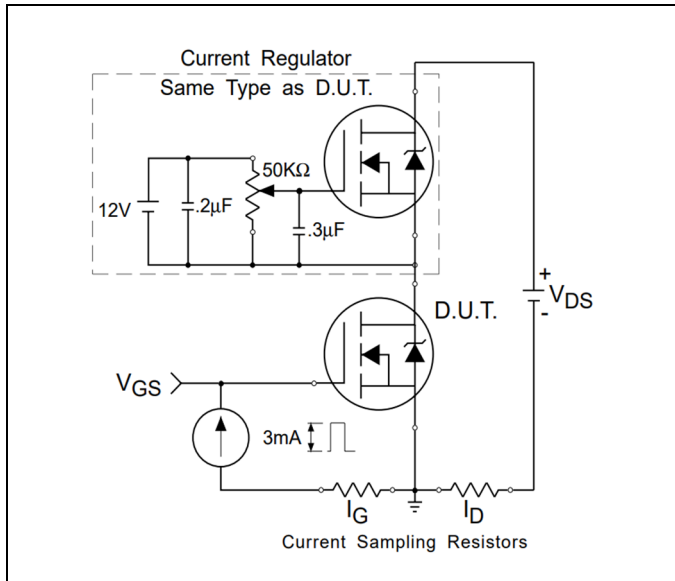 Current Regulator
Same Type as D.U.T.
50KΩ
12V
.2μF
.3μF
D.U.T.
+
VDS
-
VGS
3mA
IG
ID
Current Sampling Resistors